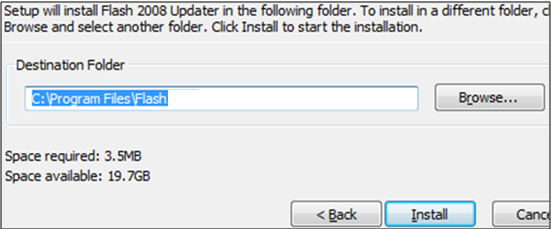 Setup will install Flash 2008 Updater in the following folder. To install in a different folder, c
Browse and select another folder. Click Install to start the installation.
Destination Folder
C:\Program Files\Flash
Browse...
Space required: 3.5MB
Space available: 19.7GB
< Back Install Cance